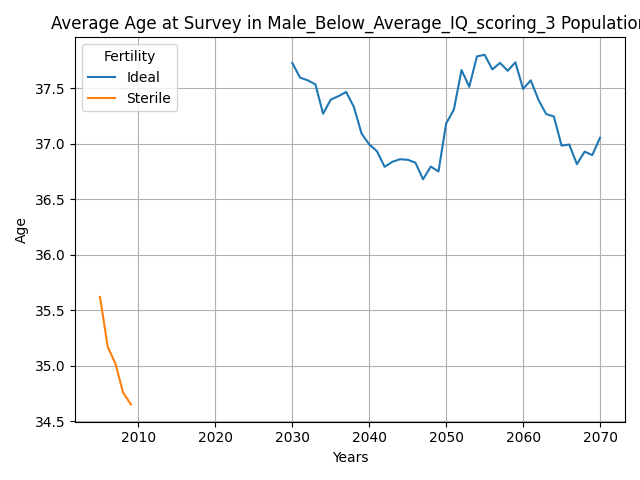 Average Age at Survey in Male_Below_Average_IQ_scoring_3 Population
Fertility
Ideal
Sterile
37.5
37.0
36.5
36.0
35.5
35.0
34.5
Age
2010 2020 2030 2040 2050 2060 2070
Years